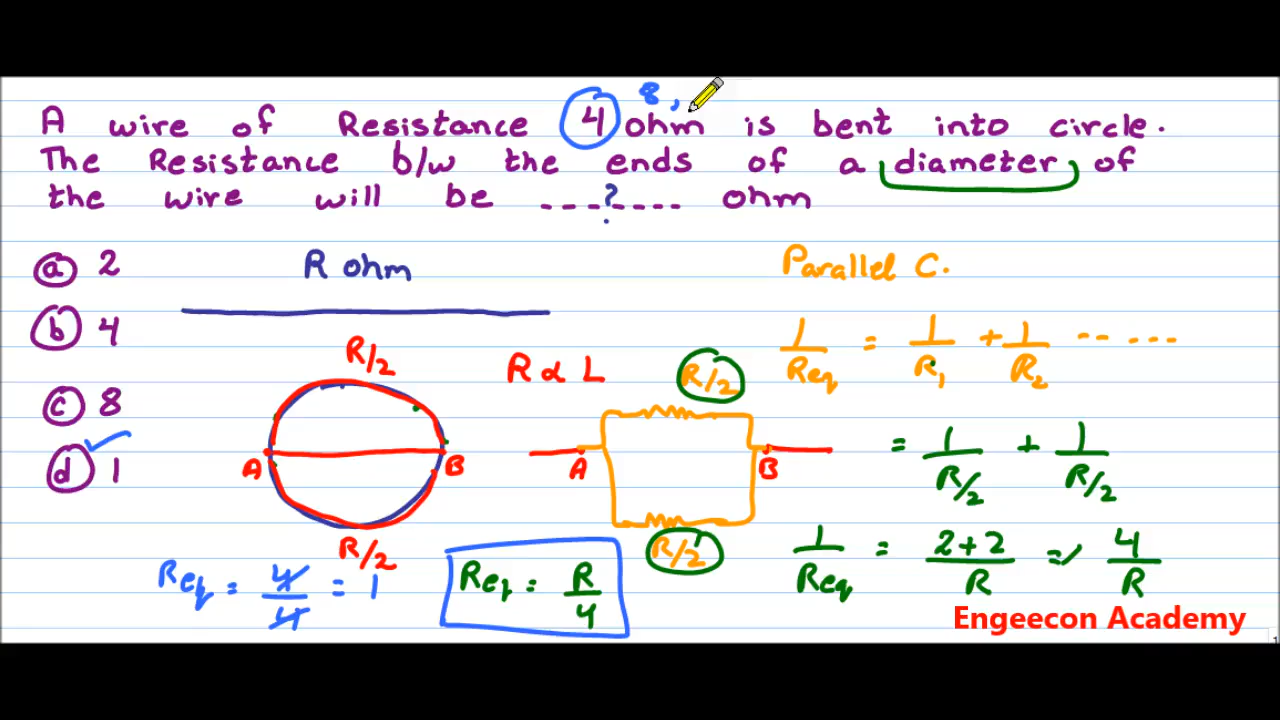 8,
A wire of Resistance 4 ohm is bent into circle.
The Resistance b/w the ends of a diameter of
the wire will be ---?--- ohm
(a) 2
(b) 4
(c) 8
(d) 1
R ohm
R/2
A B
R/2
R ∝ L
R/2
A B
R/2
Parallel C.
1/Req = 1/R1 + 1/R2 -- ---
= 1/R/2 + 1/R/2
1/Req = 2+2/R => 4/R
Req = R/4
Req = 4/4 = 1
Engeecon Academy
1